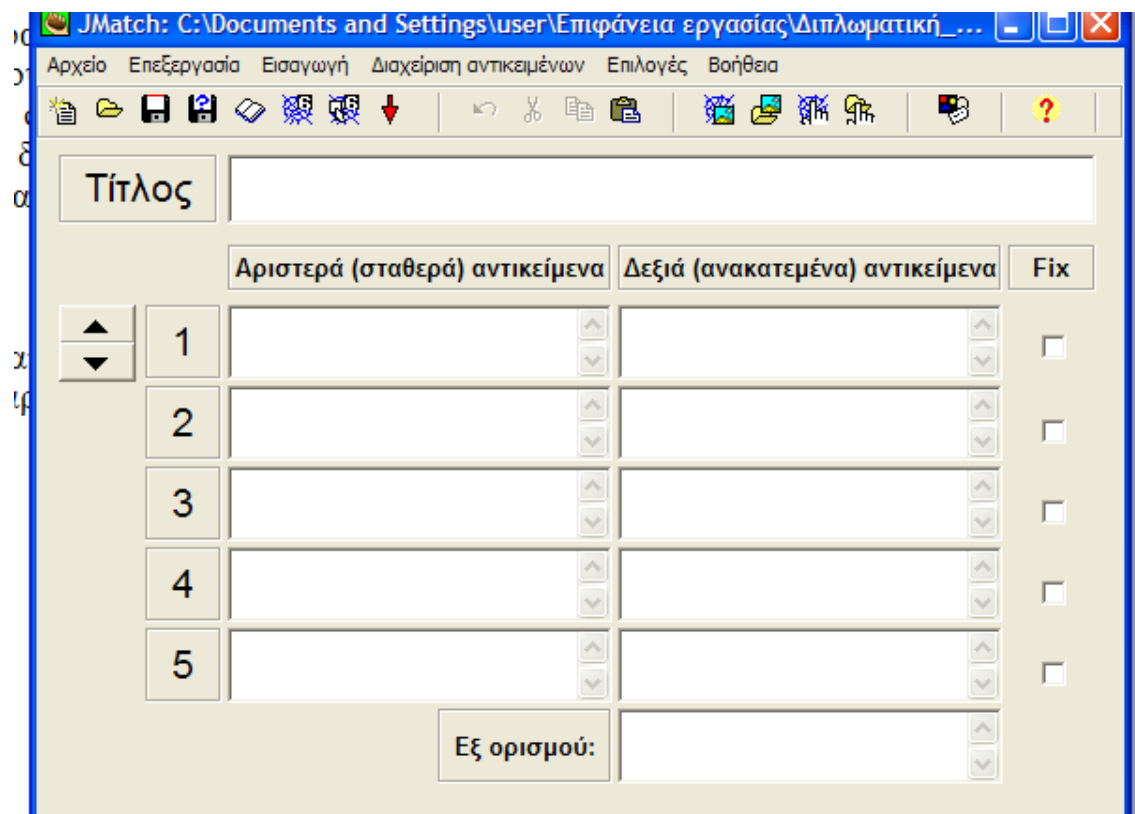 JMatch: C:\Documents and Settings\user\Επιφάνεια εργασίας\Διπλωματική_...
Αρχείο Επεξεργασία Εισαγωγή Διαχείριση αντικειμένων Επιλογές Βοήθεια
Τίτλος
Αριστερά (σταθερά) αντικείμενα Δεξιά (ανακατεμένα) αντικείμενα Fix
1
2
3
4
5
Εξ ορισμού: